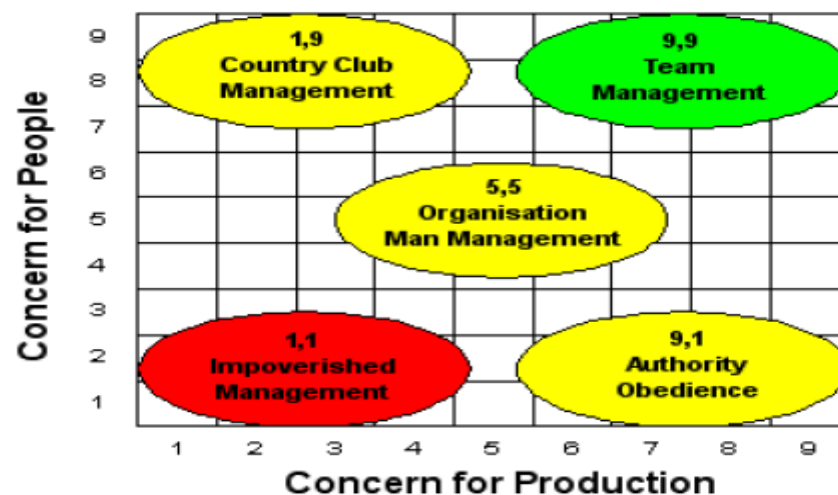 9
8
7
6
5
4
3
2
1
Concern for People
1,9
Country Club
Management
9,9
Team
Management
5,5
Organisation
Man Management
1,1
Impoverished
Management
9,1
Authority
Obedience
1 2 3 4 5 6 7 8 9
Concern for Production